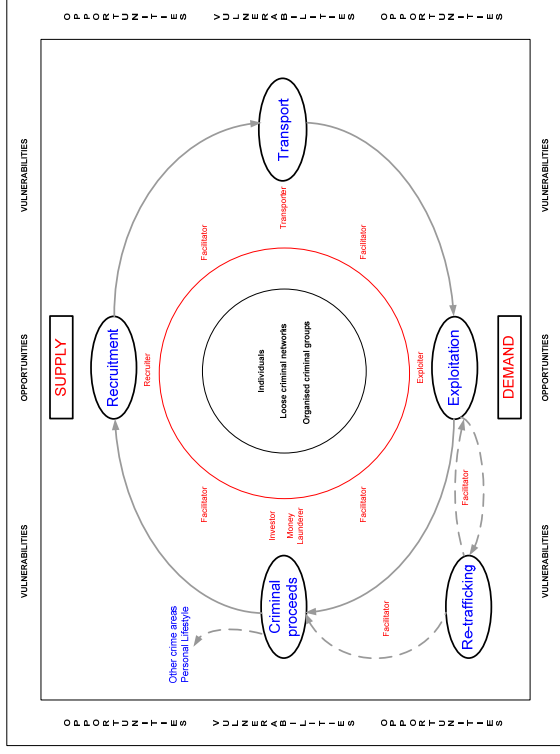 VULNERABILITIES
OPPORTUNITIES
VULNERABILITIES
OPPORTUNITIES
VULNERABILITIES
OPPORTUNITIES
OPPORTUNITIES
VULNERABILITIES
OPPORTUNITIES
SUPPLY
Recruitment
Recruiter
Other crime areas
Personal Lifestyle
Facilitator
Facilitator
Criminal
proceeds
Investor
Money
Launderer
Individuals
Loose criminal networks
Organised criminal groups
Transporter
Transport
Facilitator
Facilitator
Facilitator
Exploiter
Exploitation
Facilitator
Re-trafficking
DEMAND
VULNERABILITIES
OPPORTUNITIES
VULNERABILITIES